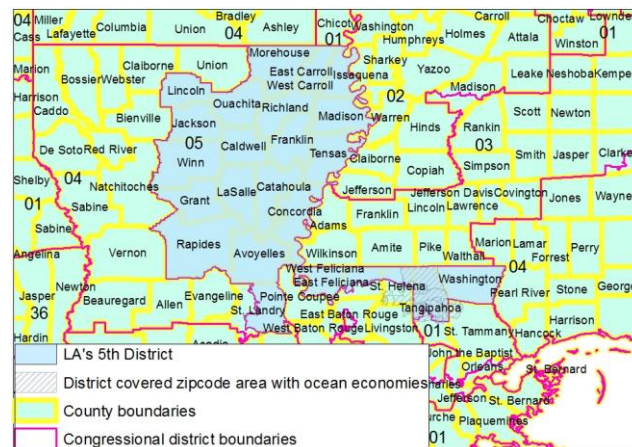 04 Miller Columbia Bradley Chicot Washington Carroll Choctaw Lowndes
Cass Lafayette Union 04 Ashley 01 Humphreys Holmes Attala Winston 01
Marion Claiborne Union Morehouse Sharkey
Bossier Webster East Carroll Issaquena Yazoo Leake Neshoba Kempe
Harrison Lincoln West Carroll 02 Madison
Caddo Ouachita Richland
Bienville Jackson Madison Warren Hinds Rankin Scott Newton
De Soto Red River 05 Caldwell Franklin Tensas 03
Winn Claiborne Simpson Smith Jasper Clarke
Shelby 04 Natchitoches LaSalle Catahoula Copiah
01 Sabine Grant Jefferson Jefferson Davis Covington Jones Wayne
Concordia Adams Franklin Lincoln Lawrence
Sabine Rapides Avoyelles Wilkinson Amite Pike Walthall Marion Lamar Perry
Angelina Vernon Forrest
Newton West Feliciana Washington 04
Jasper Beauregard Allen Evangeline Pointe Coupee East Feliciana St. Helena Pearl River Stone George
36 St. Landry East Baton Rouge Tangipahoa
Hardin West Baton Rouge Livingston 01 St. Tammany Hancock Harrison
John the Baptist
Orleans St. Bernard
Jefferson St. Bernard
Plaquemines
01
LA's 5th District
District covered zipcode area with ocean economies
County boundaries
Congressional district boundaries